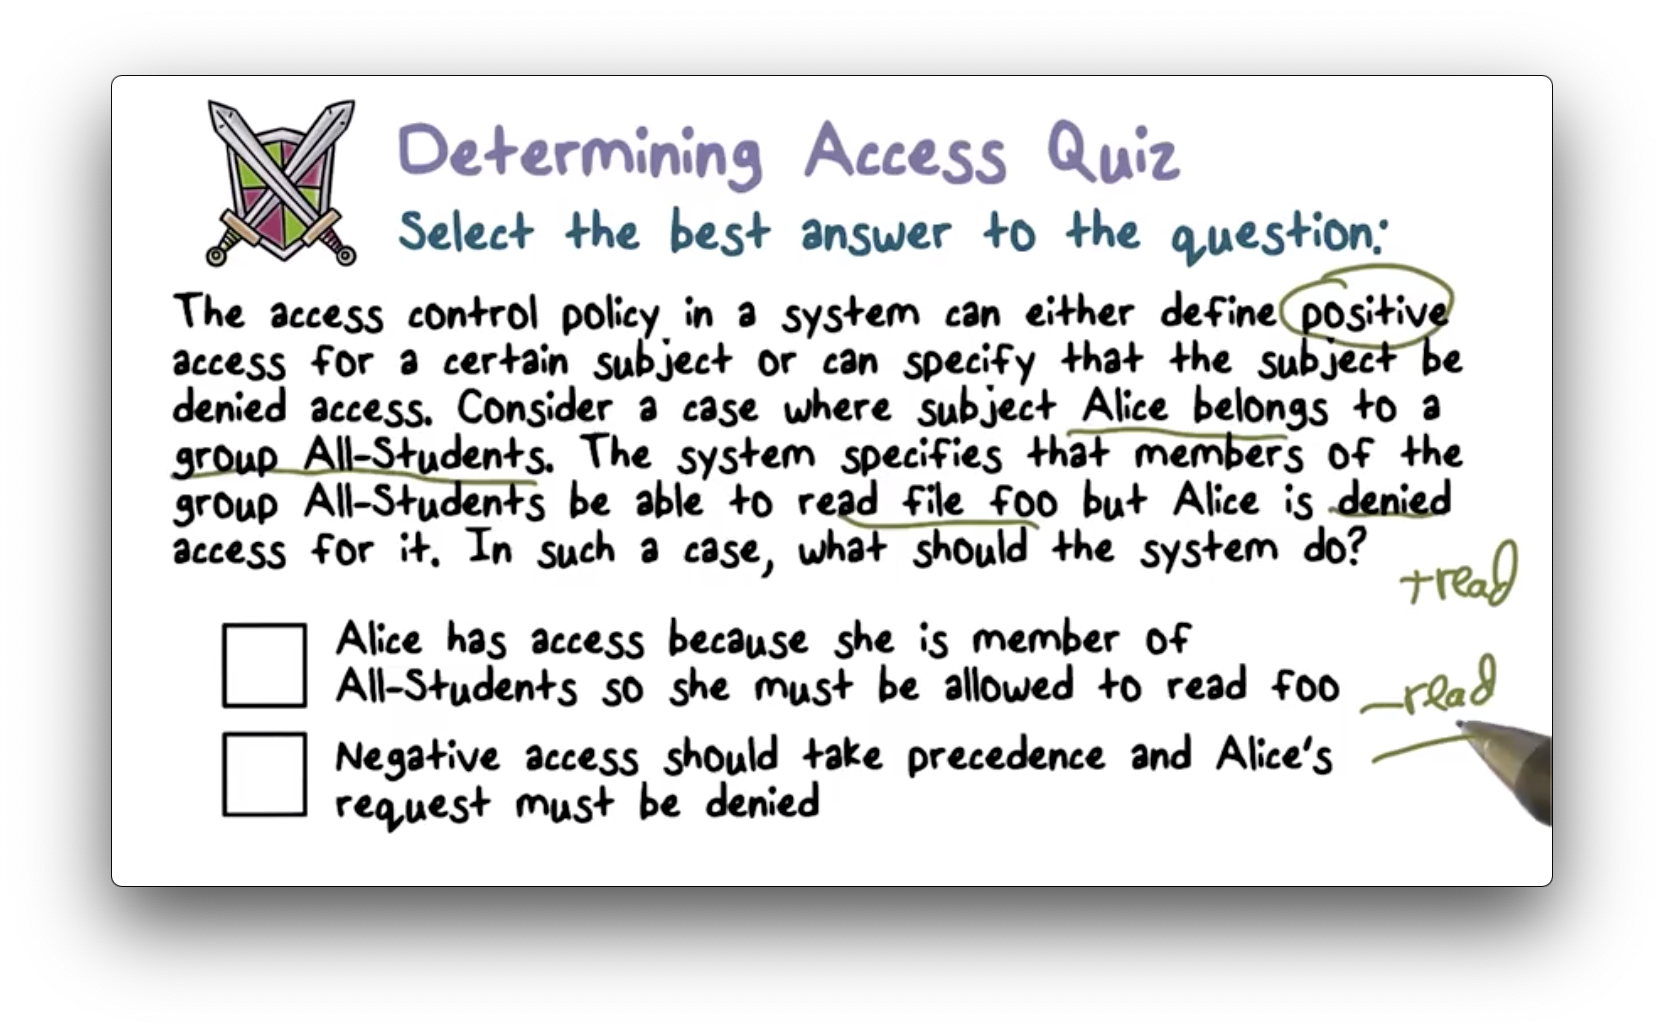 Determining Access Quiz
Select the best answer to the question:
The access control policy in a system can either define positive
access for a certain subject or can specify that the subject be
denied access. Consider a case where subject Alice belongs to a
group All-Students. The system specifies that members of the
group All-Students be able to read file foo but Alice is denied
access for it. In such a case, what should the system do?
+read
Alice has access because she is member of
All-Students so she must be allowed to read foo
-read
Negative access should take precedence and Alice's
request must be denied